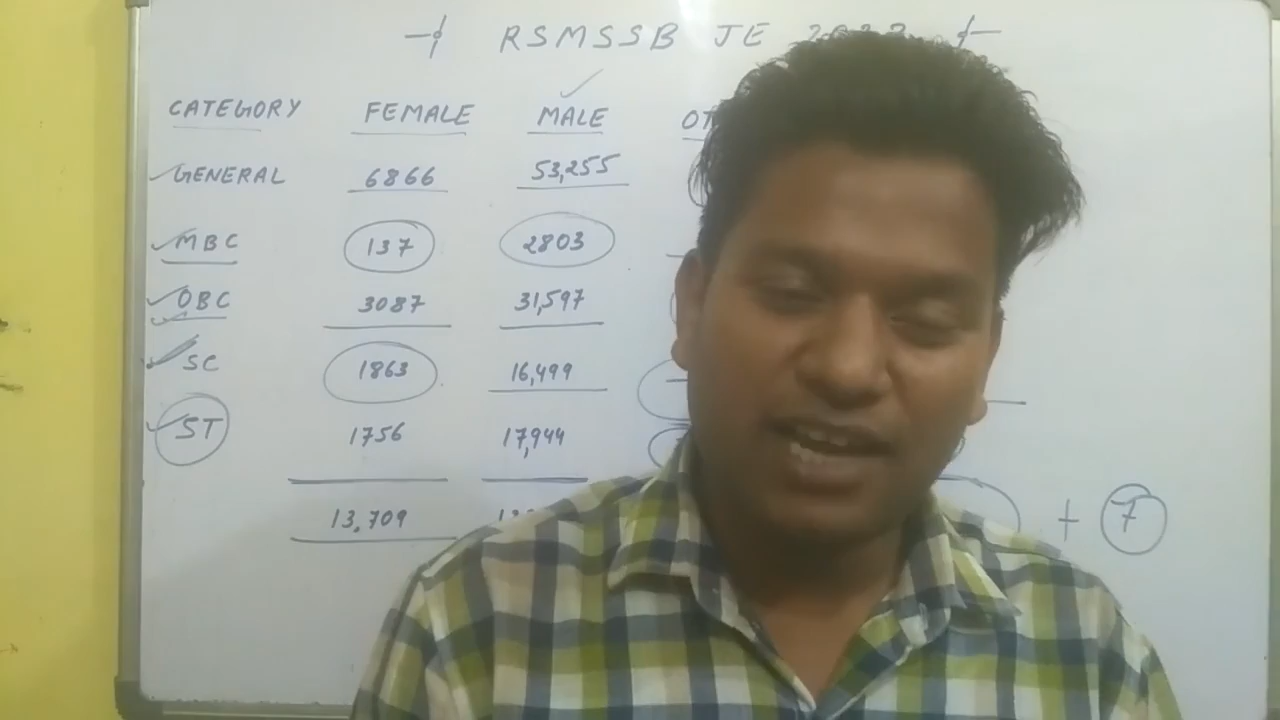 RSMSSB JE
CATEGORY FEMALE MALE
GENERAL 6866 53,255
MBC 137 2803
OBC 3087 31,597
SC 1863 16,499
ST 1756 17,944
13,709 + 7